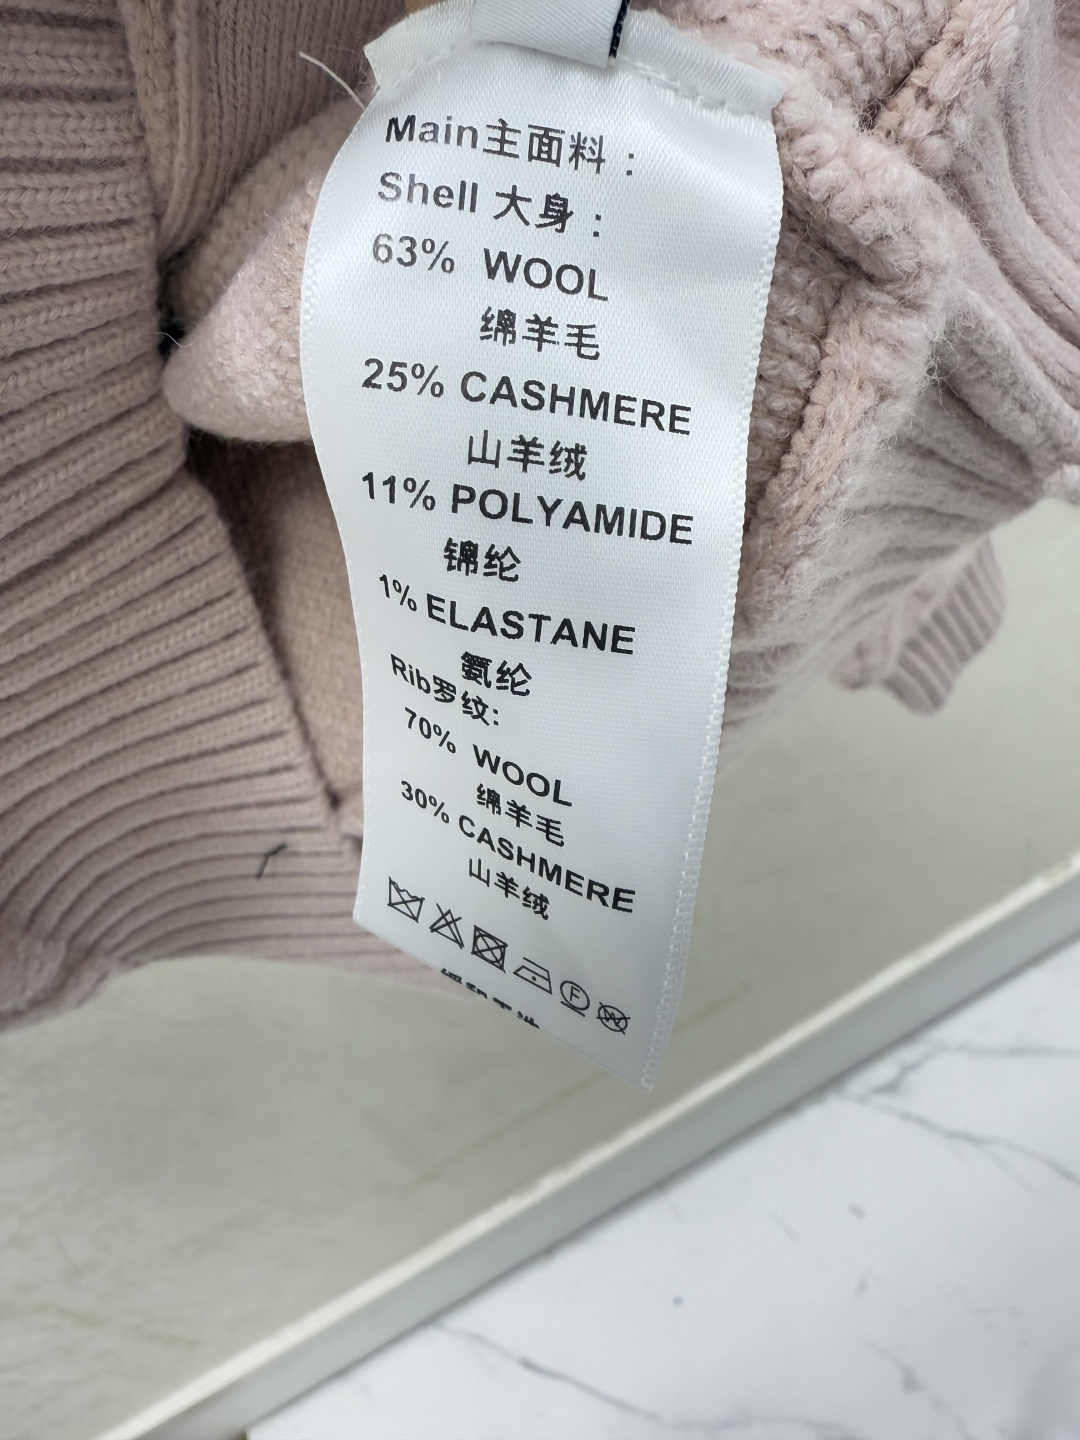 Main主面料：
Shell 大身：
63% WOOL
绵羊毛
25% CASHMERE
山羊绒
11% POLYAMIDE
锦纶
1% ELASTANE
氨纶
Rib罗纹:
70% WOOL
绵羊毛
30% CASHMERE
山羊绒
F
W